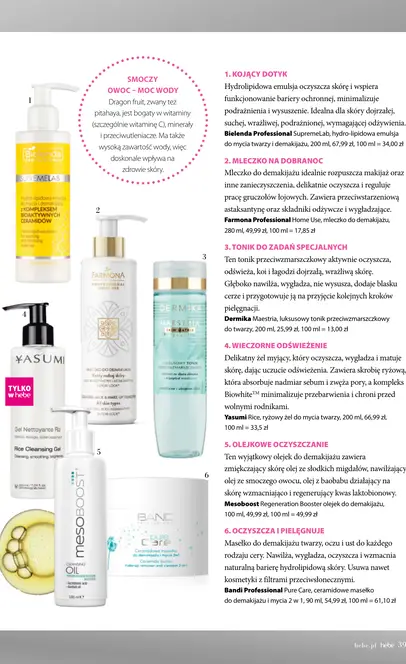 SMOCZY
OWOC – MOC WODY
Dragon fruit, zwany też
pitahaya, jest bogaty w witaminy
(szczególnie witaminę C), minerały
i przeciwutleniacze. Ma także
wysoką zawartość wody, więc
doskonale wpływa na
zdrowie skóry.
1
2
3
4
5
6
Bielenda
SUPREMELAB
KOMPLEKSEM
BIOAKTYWNYCH
CERAMIDÓW
FARMONA
DERMIKA
MAESTRIA
YASUMI
TYLKO
w hebe
Gel Nettoyante
Rice Cleansing Gel
mesoBOOST
OIL
BANDI
1. KOJĄCY DOTYK
Hydrolipidowa emulsja oczyszcza skórę i wspiera
funkcjonowanie bariery ochronnej, minimalizuje
podrażnienia i wysuszenie. Idealna dla skóry dojrzałej,
suchej, wrażliwej, podrażnionej, wymagającej odżywienia.
Bielenda Professional SupremeLab, hydro-lipidowa emulsja
do mycia twarzy i demakijażu, 200 ml, 67,99 zł, 100 ml = 34,00 zł
2. MLECZKO NA DOBRANOC
Mleczko do demakijażu idealnie rozpuszcza makijaż oraz
inne zanieczyszczenia, delikatnie oczyszcza i reguluje
pracę gruczołów łojowych. Zawiera przeciwstarzeniową
astaksantynę oraz składniki odżywcze i wygładzające.
Farmona Professional Home Use, mleczko do demakijażu,
280 ml, 49,99 zł, 100 ml = 17,85 zł
3. TONIK DO ZADAŃ SPECJALNYCH
Ten tonik przeciwzmarszczkowy aktywnie oczyszcza,
odświeża, koi i łagodzi dojrzałą, wrażliwą skórę.
Głęboko nawilża, wygładza, nie wysusza, dodaje blasku
cerze i przygotowuje ją na przyjęcie kolejnych kroków
pielęgnacji.
Dermika Maestria, luksusowy tonik przeciwzmarszczkowy
do twarzy, 200 ml, 25,99 zł, 100 ml = 13,00 zł
4. WIECZORNE ODŚWIEŻENIE
Delikatny żel myjący, który oczyszcza, wygładza i matuje
skórę, dając uczucie odświeżenia. Zawiera skrobię ryżową,
która absorbuje nadmiar sebum i zwęża pory, a kompleks
Biowhite™ minimalizuje przebarwienia i chroni przed
wolnymi rodnikami.
Yasumi Rice, ryżowy żel do mycia twarzy, 200 ml, 66,99 zł,
100 ml = 33,5 zł
5. OLEJKOWE OCZYSZCZANIE
Ten wyjątkowy olejek do demakijażu zawiera
zmiękczający skórę olej ze słodkich migdałów, nawilżający
olej ze smoczego owocu, olej z baobabu działający na
skórę wzmacniająco i regenerujący kwas laktobionowy.
Mesoboost Regeneration Booster olejek do demakijażu,
100 ml, 49,99 zł, 100 ml = 49,99 zł
6. OCZYSZCZA I PIELĘGNUJE
Masełko do demakijażu twarzy, oczu i ust do każdego
rodzaju cery. Nawilża, wygładza, oczyszcza i wzmacnia
naturalną barierę hydrolipidową skóry. Usuwa nawet
kosmetyki z filtrami przeciwsłonecznymi.
Bandi Professional Pure Care, ceramidowe masełko
do demakijażu i mycia 2 w 1, 90 ml, 54,99 zł, 100 ml = 61,10 zł
hebe.pl hebe 39